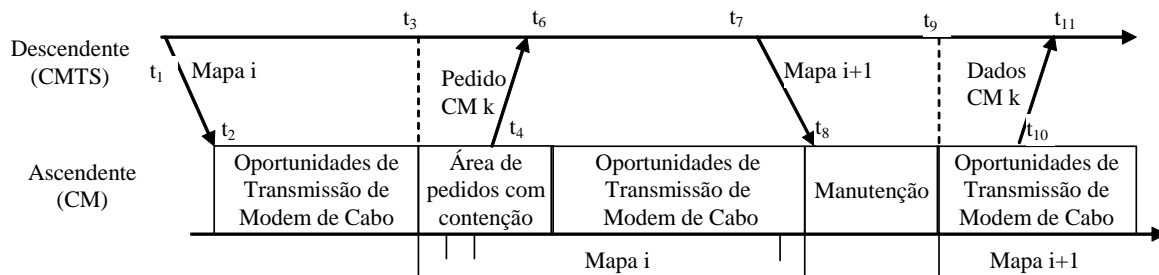 t3 t6 t7 t9 t11
Descendente
(CMTS)
t1
Mapa i
Pedido
CM k
Mapa i+1
Dados
CM k
t2 t4 t8 t10
Ascendente
(CM)
Oportunidades de
Transmissão de
Modem de Cabo
Área de
pedidos com
contenção
Oportunidades de
Transmissão de
Modem de Cabo
Manutenção
Oportunidades de
Transmissão de
Modem de Cabo
Mapa i
Mapa i+1